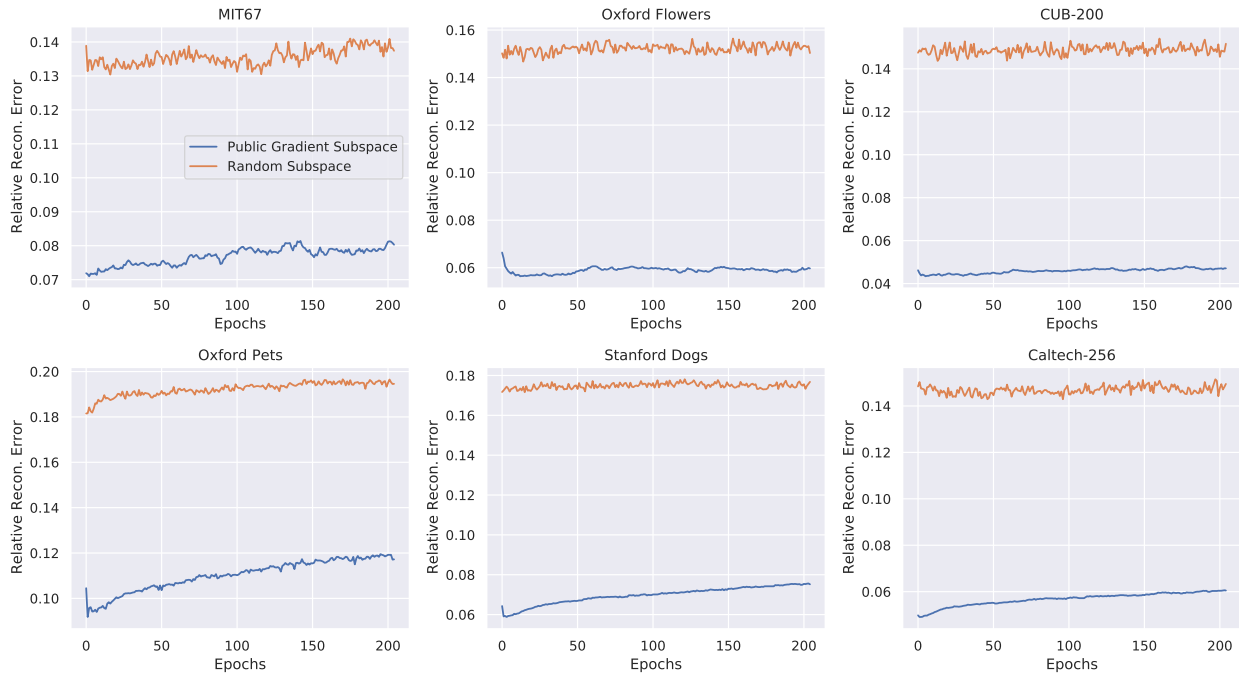 MIT67
Relative Recon. Error
0.14
0.13
0.12
0.11
0.10
0.09
0.08
0.07
Public Gradient Subspace
Random Subspace
0 50 100 150 200
Epochs
Oxford Flowers
Relative Recon. Error
0.16
0.14
0.12
0.10
0.08
0.06
0 50 100 150 200
Epochs
CUB-200
Relative Recon. Error
0.14
0.12
0.10
0.08
0.06
0.04
0 50 100 150 200
Epochs
Oxford Pets
Relative Recon. Error
0.20
0.18
0.16
0.14
0.12
0.10
0 50 100 150 200
Epochs
Stanford Dogs
Relative Recon. Error
0.18
0.16
0.14
0.12
0.10
0.08
0.06
0 50 100 150 200
Epochs
Caltech-256
Relative Recon. Error
0.14
0.12
0.10
0.08
0.06
0 50 100 150 200
Epochs